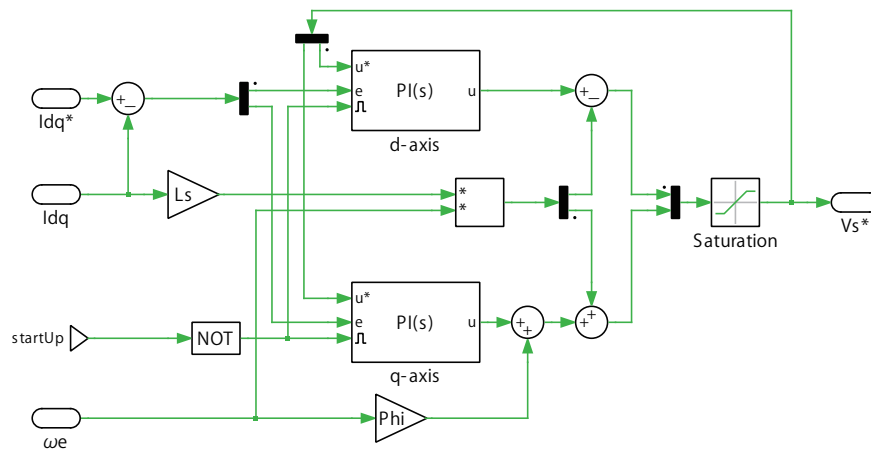 u*
e
PI(s)
u
d-axis
+
−
Idq*
+
−
Idq
Ls
*
*
Saturation
Vs*
u*
e
PI(s)
u
q-axis
+
+
+
+
startUp
NOT
ωe
Phi